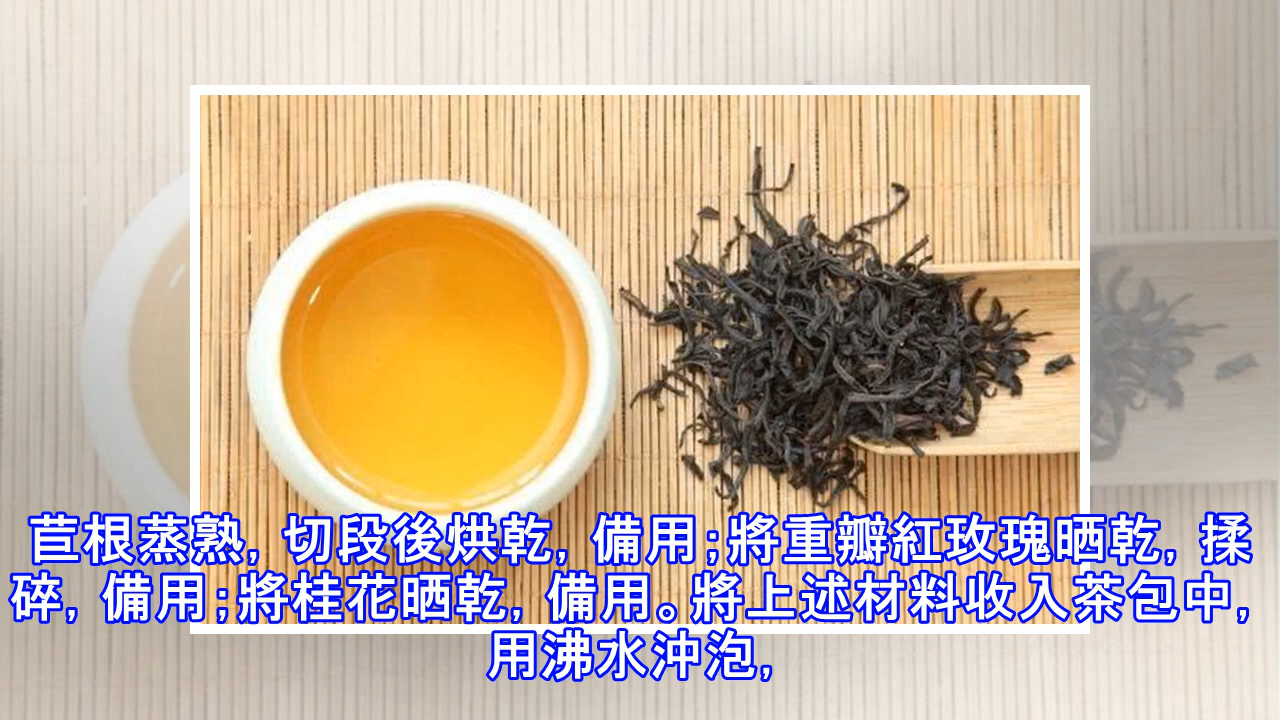 苣根蒸熟, 切段後烘乾, 備用;將重瓣紅玫瑰晒乾, 揉
碎, 備用;將桂花晒乾, 備用。將上述材料收入茶包中,
用沸水沖泡,